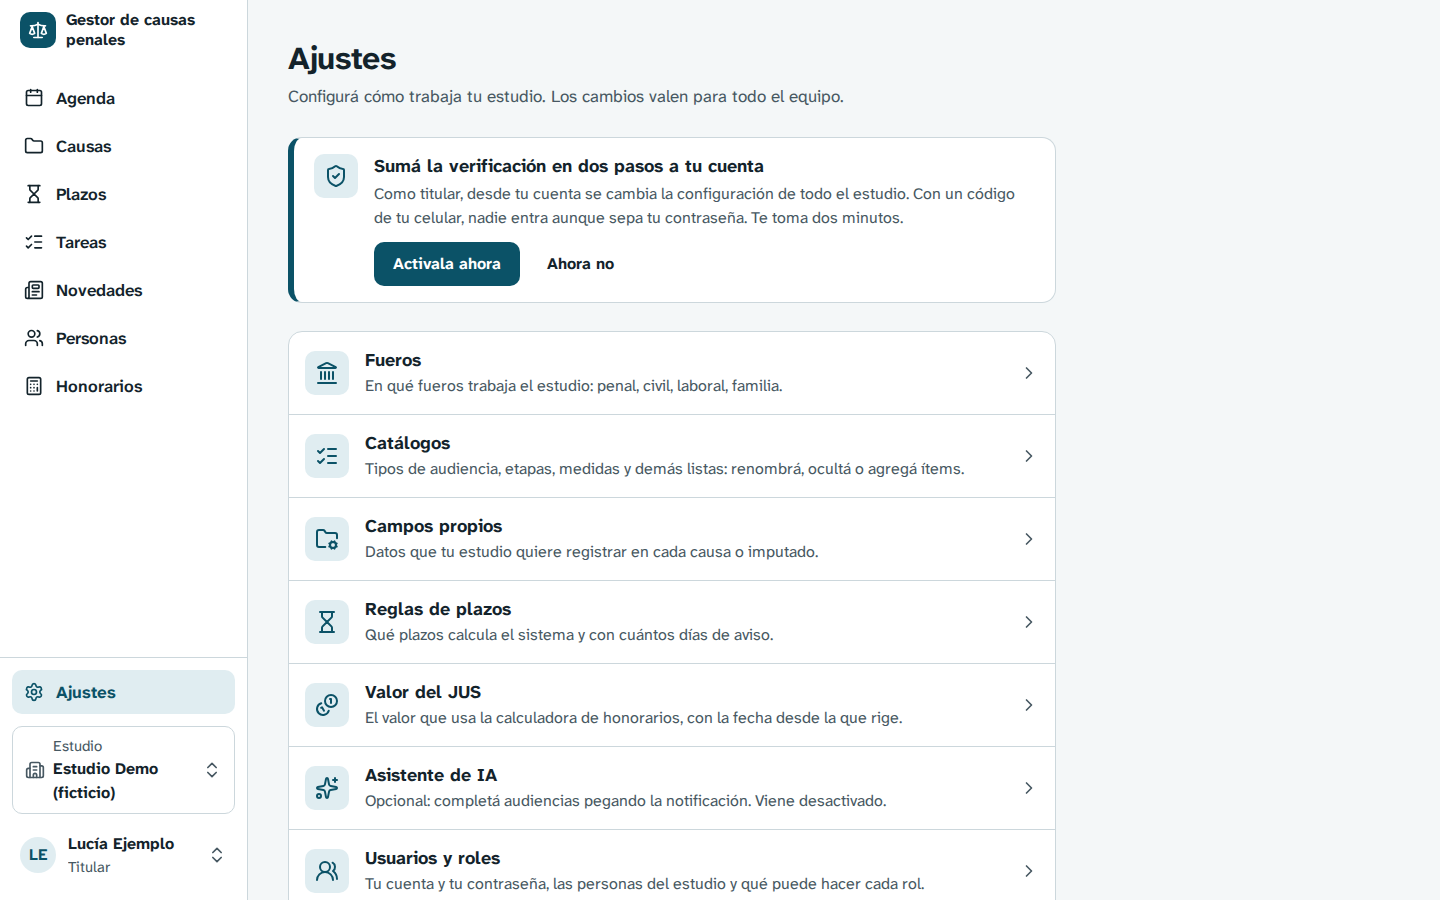 Gestor de causas
penales
Agenda
Causas
Plazos
Tareas
Novedades
Personas
Honorarios
Ajustes
Estudio
Estudio Demo
(ficticio)
LE
Lucía Ejemplo
Titular
Ajustes
Configurá cómo trabaja tu estudio. Los cambios valen para todo el equipo.
Sumá la verificación en dos pasos a tu cuenta
Como titular, desde tu cuenta se cambia la configuración de todo el estudio. Con un código
de tu celular, nadie entra aunque sepa tu contraseña. Te toma dos minutos.
Activala ahora
Ahora no
Fueros
En qué fueros trabaja el estudio: penal, civil, laboral, familia.
Catálogos
Tipos de audiencia, etapas, medidas y demás listas: renombrá, ocultá o agregá ítems.
Campos propios
Datos que tu estudio quiere registrar en cada causa o imputado.
Reglas de plazos
Qué plazos calcula el sistema y con cuántos días de aviso.
Valor del JUS
El valor que usa la calculadora de honorarios, con la fecha desde la que rige.
Asistente de IA
Opcional: completá audiencias pegando la notificación. Viene desactivado.
Usuarios y roles
Tu cuenta y tu contraseña, las personas del estudio y qué puede hacer cada rol.